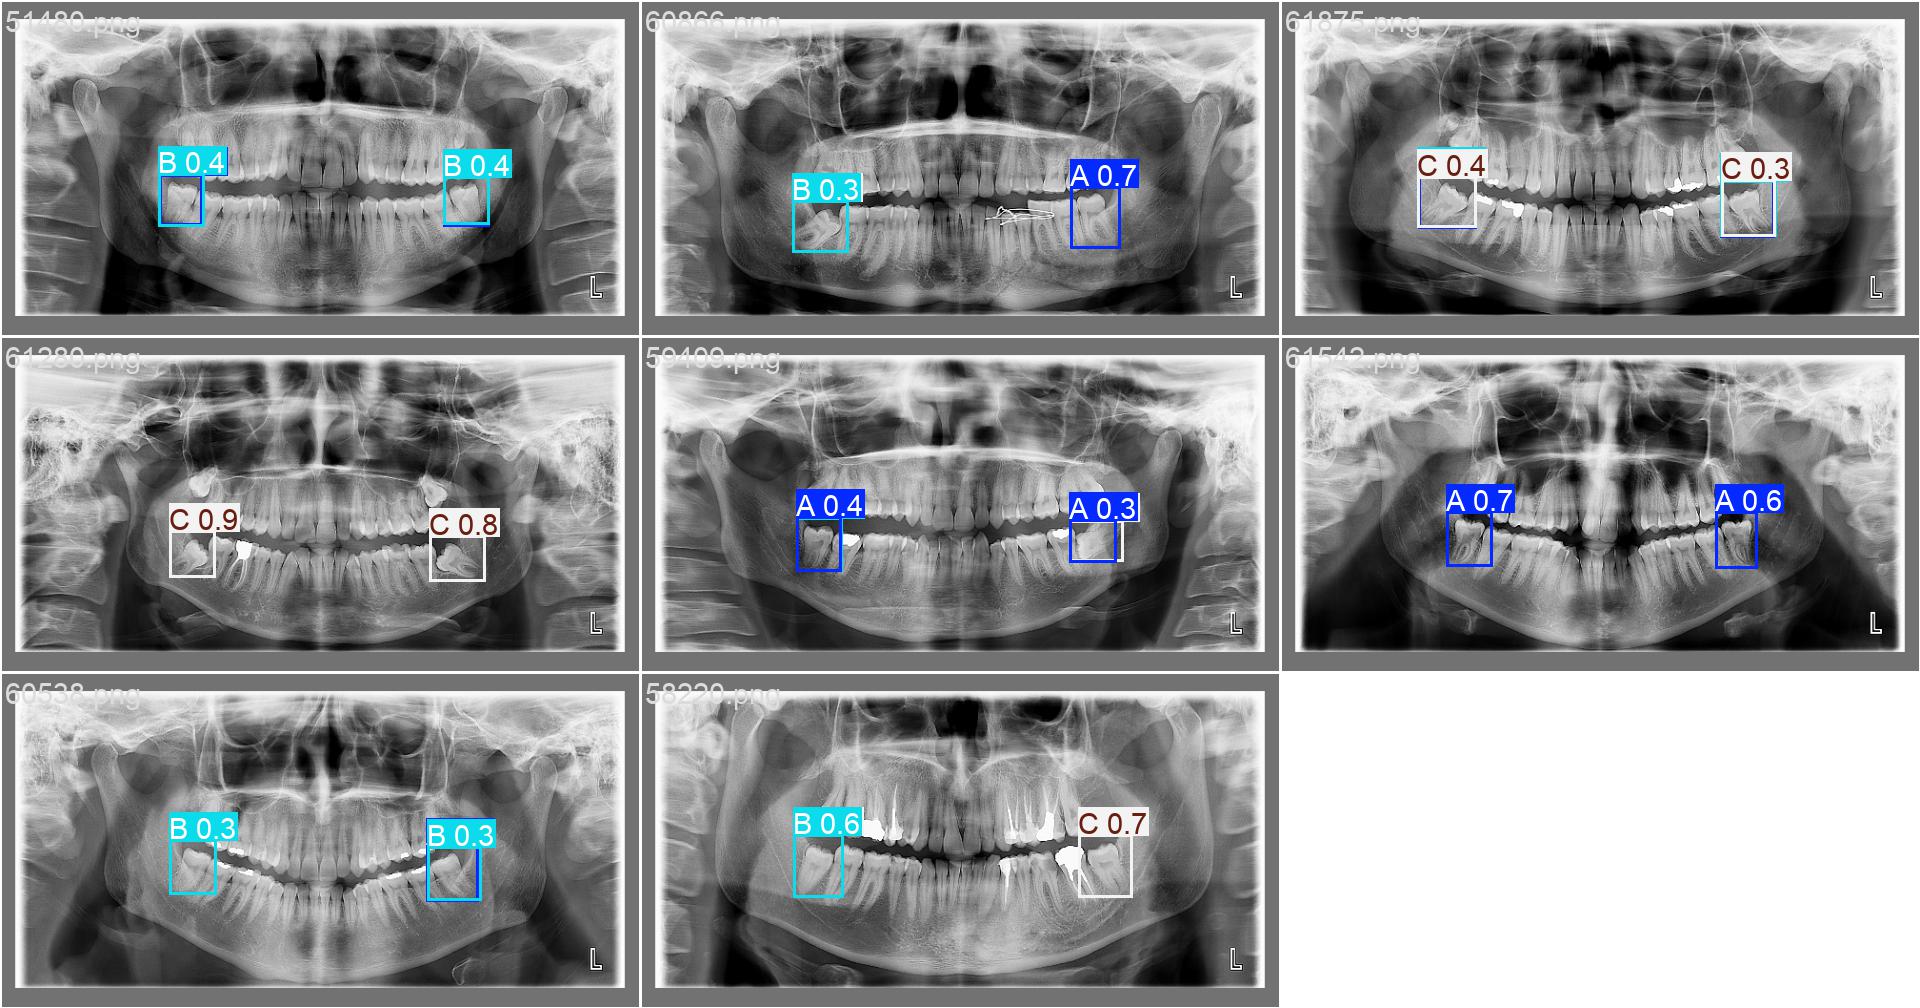 51480.png
B 0.4
B 0.4
L
60866.png
B 0.3
A 0.7
L
61875.png
C 0.4
C 0.3
L
61280.png
C 0.9
C 0.8
L
59409.png
A 0.4
A 0.3
L
61542.png
A 0.7
A 0.6
L
60538.png
B 0.3
B 0.3
L
58220.png
B 0.6
C 0.7
L